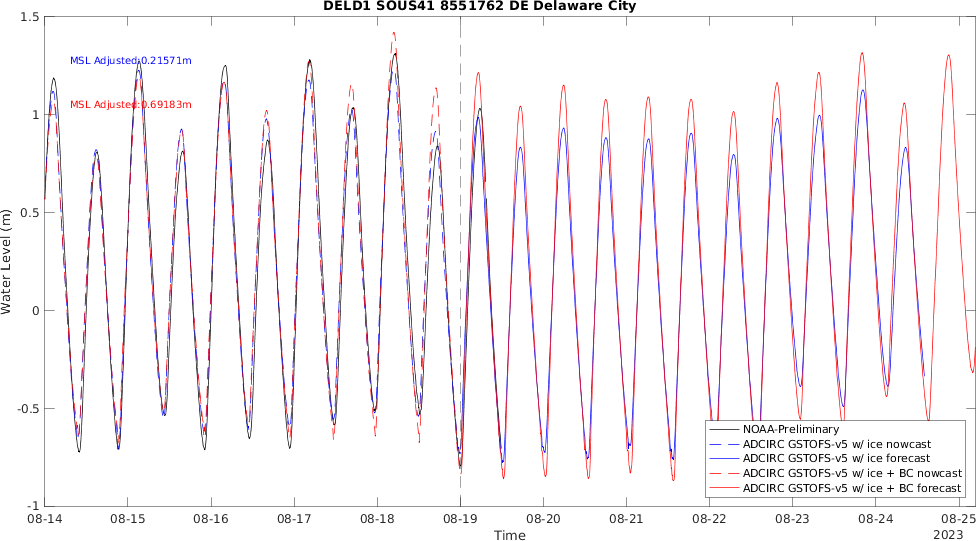 DELD1 SOUS41 8551762 DE Delaware City
1.5
1
0.5
0
-0.5
-1
Water Level (m)
MSL Adjusted:0.21571m
MSL Adjusted:0.69183m
NOAA-Preliminary
ADCIRC GSTOFS-v5 w/ ice nowcast
ADCIRC GSTOFS-v5 w/ ice forecast
ADCIRC GSTOFS-v5 w/ ice + BC nowcast
ADCIRC GSTOFS-v5 w/ ice + BC forecast
08-14 08-15 08-16 08-17 08-18 08-19 08-20 08-21 08-22 08-23 08-24 08-25
Time
2023